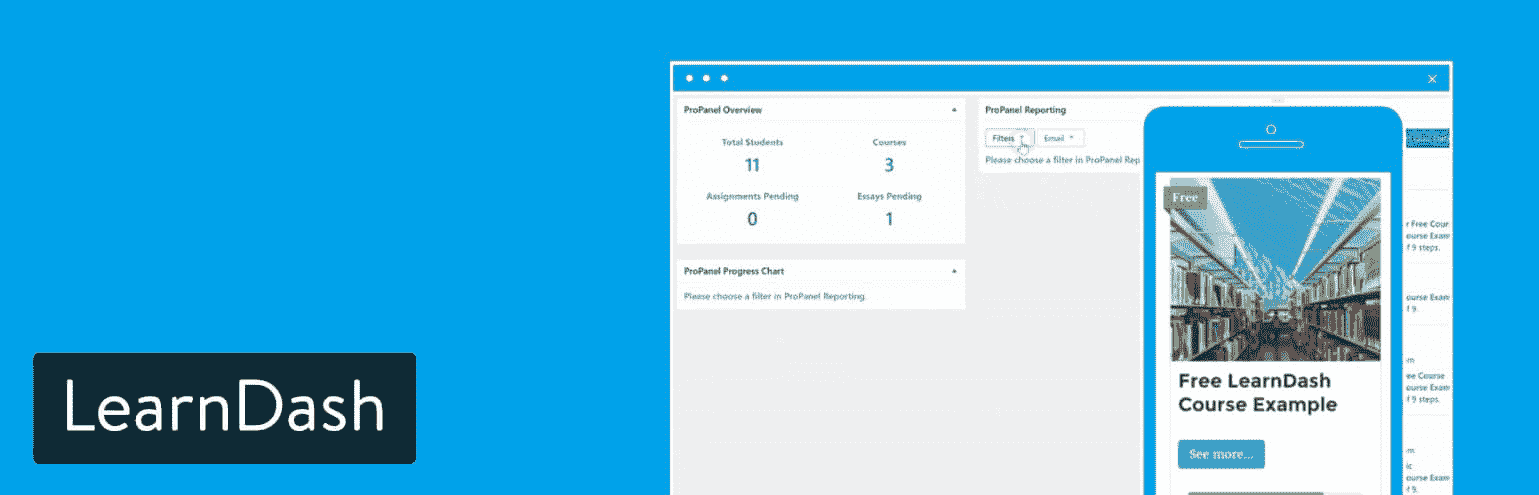 LearnDash
ProPanel Overview
Total Students
11
Courses
3
Assignments Pending
0
Essays Pending
1
ProPanel Progress Chart
Please choose a filter in ProPanel Reporting.
ProPanel Reporting
Filters
Email
Please choose a filter in ProPanel Rep
Free
Free LearnDash
Course Example
See more...
r Free Cour
ourse Exam
f 9 steps.
ourse Exam
f 9.
ee Course
ourse Exam
f 9 steps.
ourse Exam
f 9.